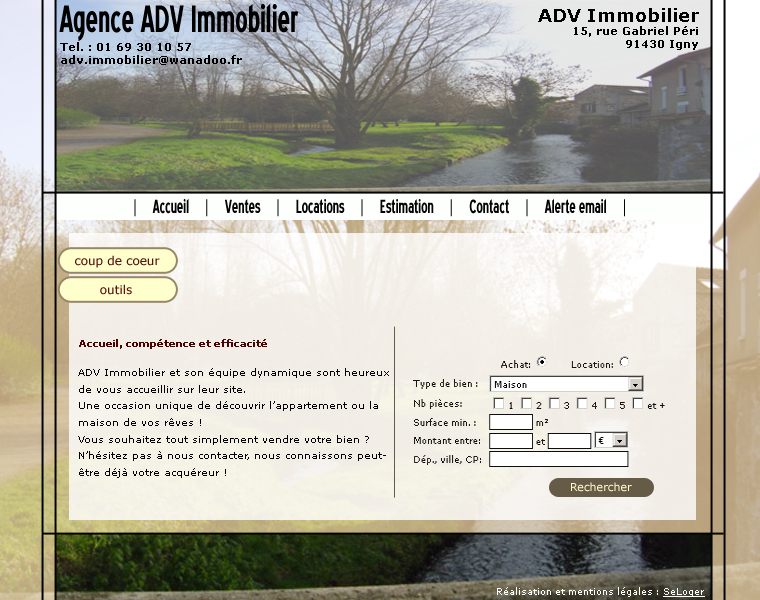 Agence ADV Immobilier
Tel. : 01 69 30 10 57
adv.immobilier@wanadoo.fr
ADV Immobilier
15, rue Gabriel Péri
91430 Igny
| Accueil | Ventes | Locations | Estimation | Contact | Alerte email |
coup de coeur
outils
Accueil, compétence et efficacité
ADV Immobilier et son équipe dynamique sont heureux
de vous accueillir sur leur site.
Une occasion unique de découvrir l'appartement ou la
maison de vos rêves !
Vous souhaitez tout simplement vendre votre bien ?
N'hésitez pas à nous contacter, nous connaissons peut-
être déjà votre acquéreur !
Achat: Location:
Type de bien : Maison
Nb pièces: 1 2 3 4 5 et +
Surface min. : m²
Montant entre: et €
Dép., ville, CP:
Rechercher
Réalisation et mentions légales : SeLoger